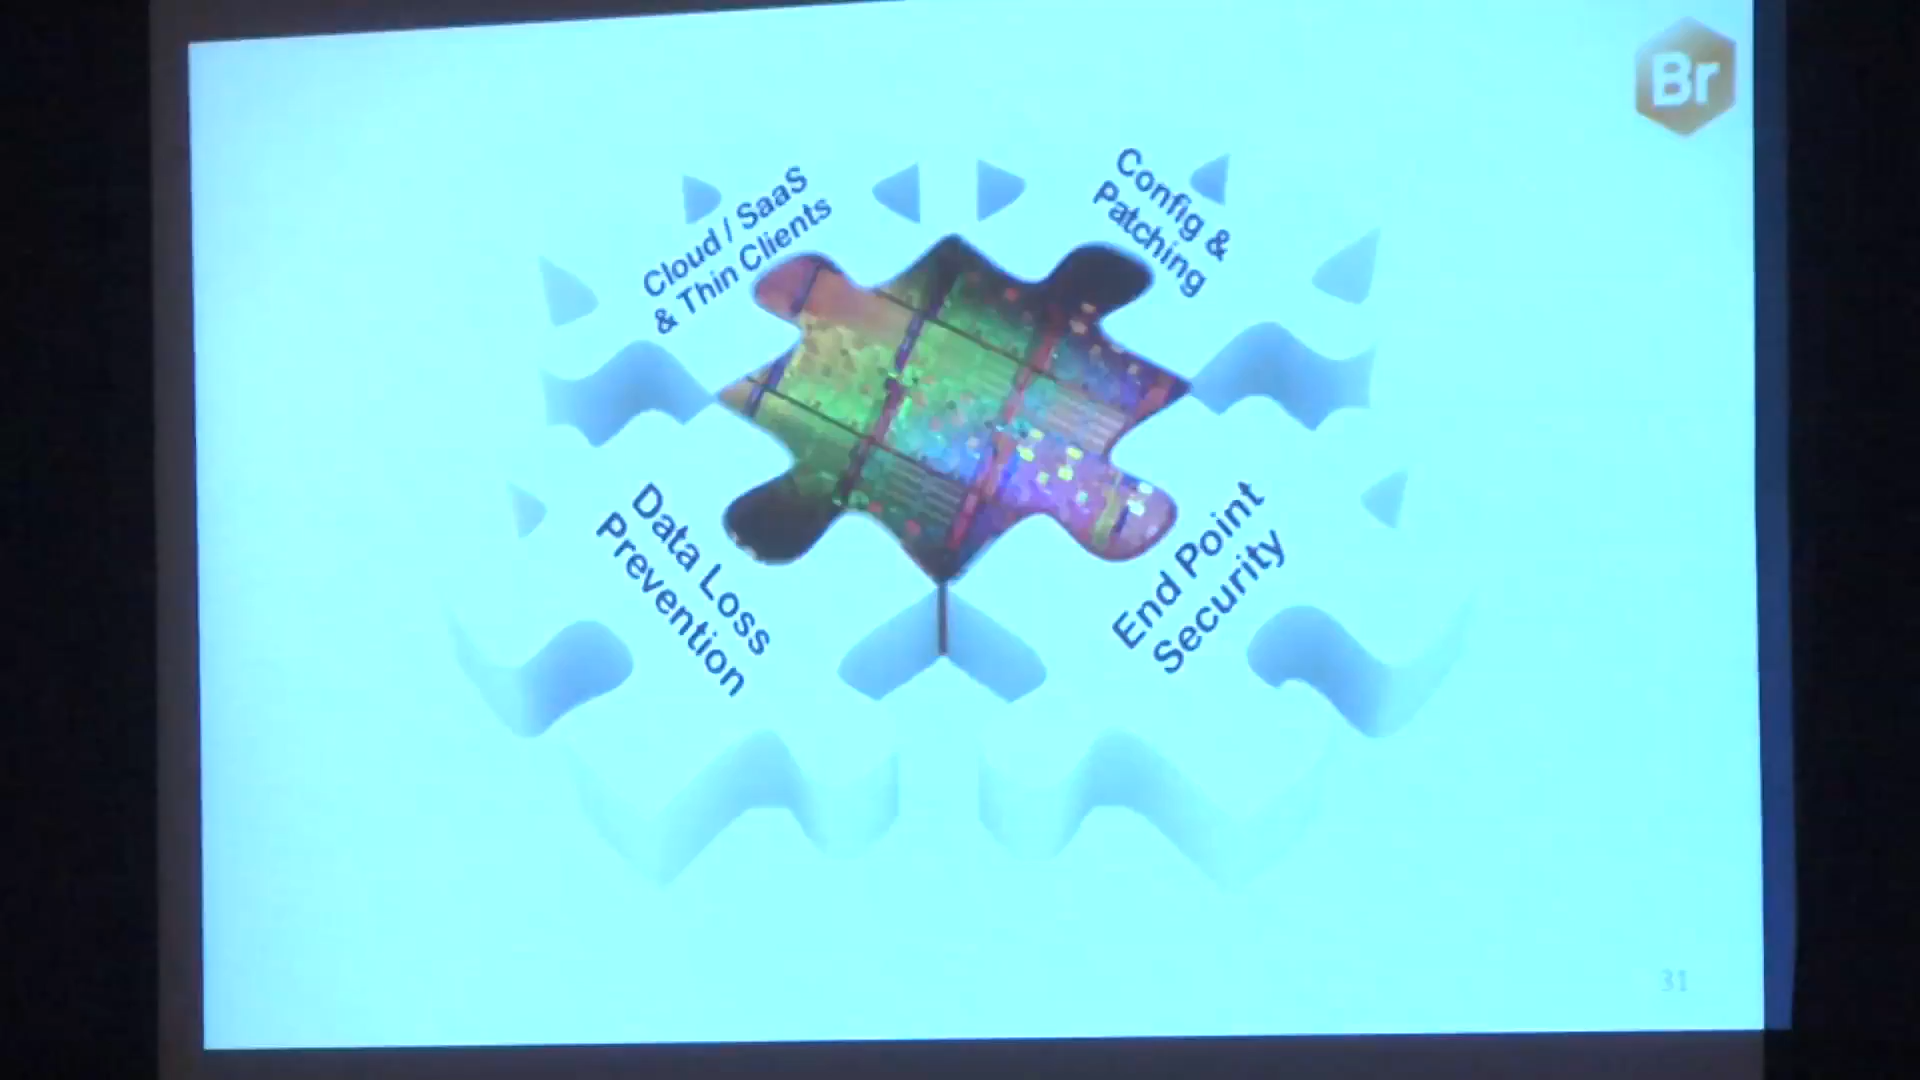 Br
Cloud / SaaS
& Thin Clients
Config &
Patching
Data Loss
Prevention
End Point
Security
31